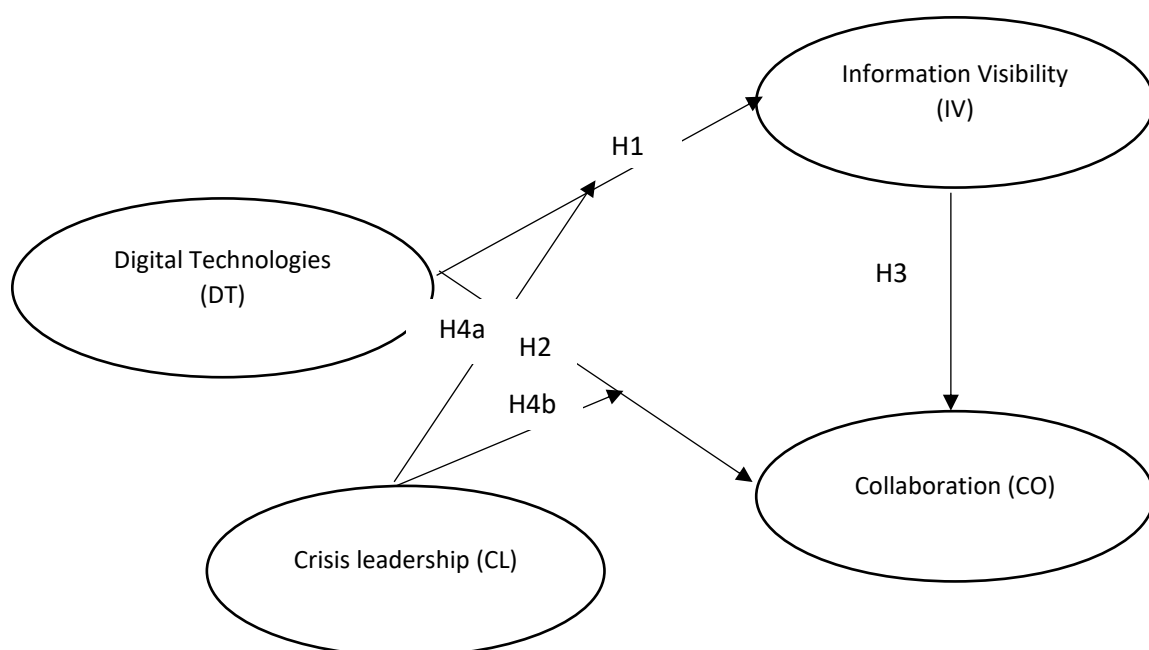 Information Visibility
(IV)
H1
Digital Technologies
(DT)
H3
H4a
H2
H4b
Collaboration (CO)
Crisis leadership (CL)